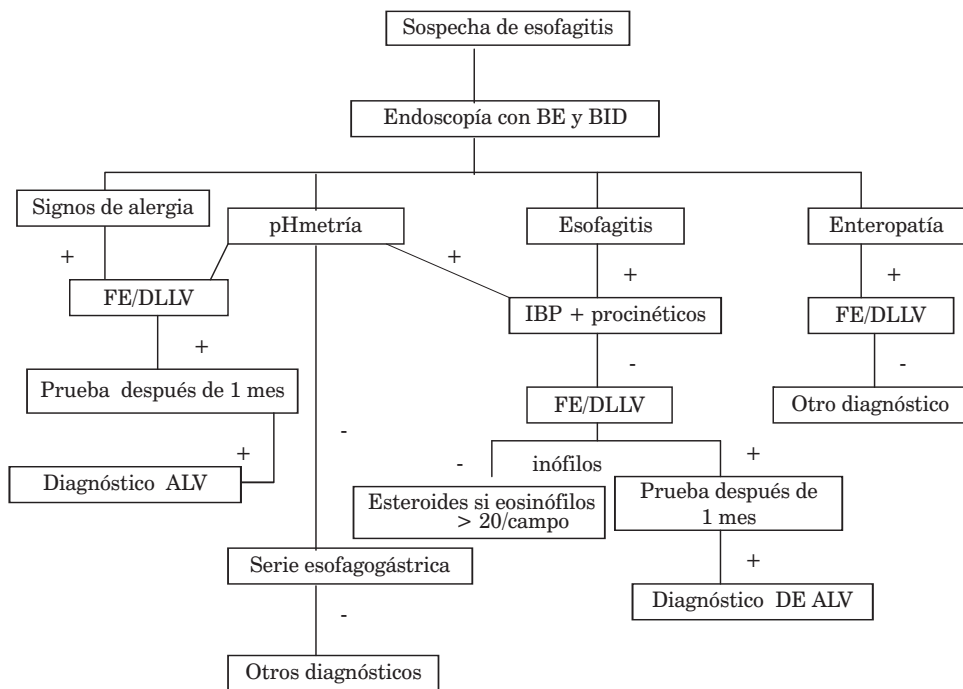 Sospecha de esofagitis
Endoscopía con BE y BID
Signos de alergia
pHmetría
Esofagitis
Enteropatía
+
+
+
+
FE/DLLV
IBP + procinéticos
FE/DLLV
+
-
-
Prueba después de 1 mes
FE/DLLV
Otro diagnóstico
-
+
-
inófilos
+
Diagnóstico ALV
Esteroides si eosinófilos
> 20/campo
Prueba después de
1 mes
Serie esofagogástrica
+
Diagnóstico DE ALV
-
Otros diagnósticos